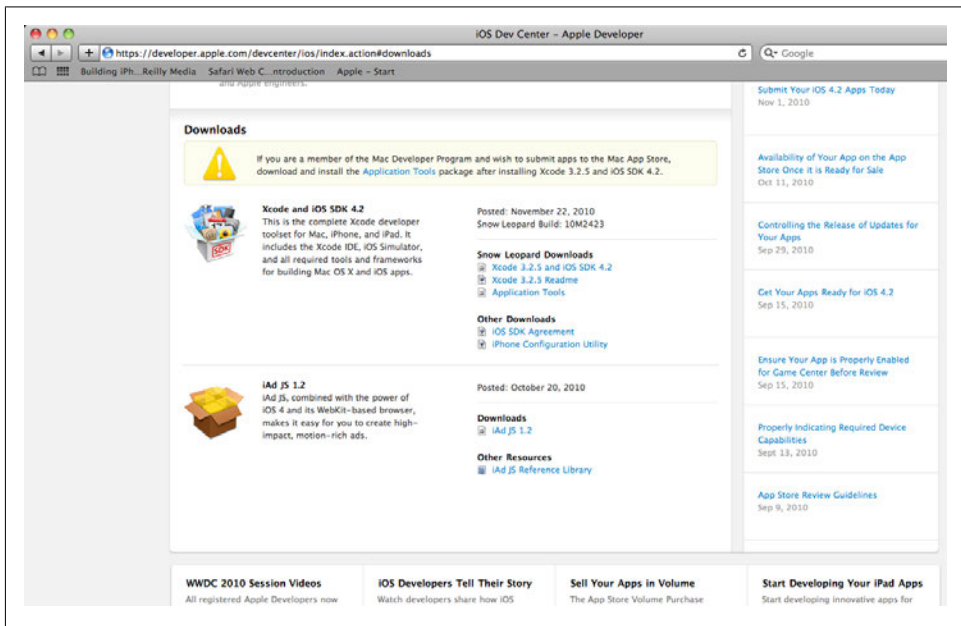 iOS Dev Center – Apple Developer
https://developer.apple.com/devcenter/ios/index.action#downloads
Google
Building iPh...Reilly Media Safari Web C...ntroduction Apple – Start
and Apple engineers.
Downloads
If you are a member of the Mac Developer Program and wish to submit apps to the Mac App Store,
download and install the Application Tools package after installing Xcode 3.2.5 and iOS SDK 4.2.
Xcode and iOS SDK 4.2
This is the complete Xcode developer
toolset for Mac, iPhone, and iPad. It
includes the Xcode IDE, iOS Simulator,
and all required tools and frameworks
for building Mac OS X and iOS apps.
SDK
Posted: November 22, 2010
Snow Leopard Build: 10M2423
Snow Leopard Downloads
Xcode 3.2.5 and iOS SDK 4.2
Xcode 3.2.5 Readme
Application Tools
Other Downloads
iOS SDK Agreement
iPhone Configuration Utility
iAd JS 1.2
iAd JS, combined with the power of
iOS 4 and its WebKit-based browser,
makes it easy for you to create high-
impact, motion-rich ads.
Posted: October 20, 2010
Downloads
iAd JS 1.2
Other Resources
iAd JS Reference Library
Submit Your iOS 4.2 Apps Today
Nov 1, 2010
Availability of Your App on the App
Store Once it is Ready for Sale
Oct 11, 2010
Controlling the Release of Updates for
Your Apps
Sep 29, 2010
Get Your Apps Ready for iOS 4.2
Sep 15, 2010
Ensure Your App is Properly Enabled
for Game Center Before Review
Sep 15, 2010
Properly Indicating Required Device
Capabilities
Sept 13, 2010
App Store Review Guidelines
Sep 9, 2010
WWDC 2010 Session Videos
All registered Apple Developers now
iOS Developers Tell Their Story
Watch developers share how iOS
Sell Your Apps in Volume
The App Store Volume Purchase
Start Developing Your iPad Apps
Start developing innovative apps for